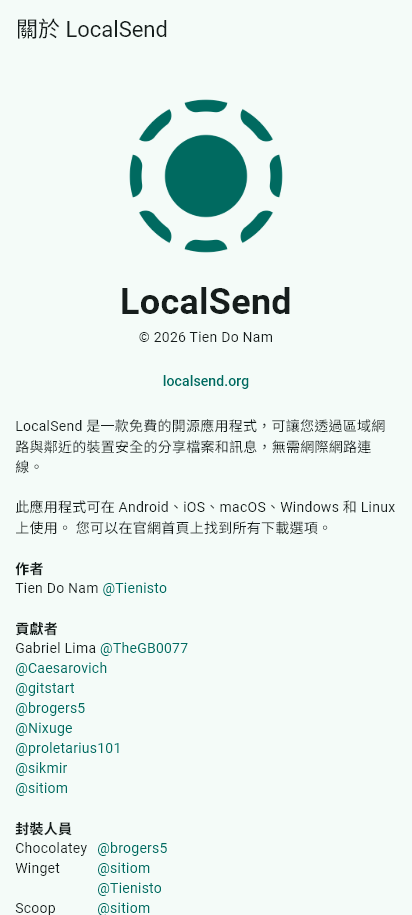 關於 LocalSend
LocalSend
© 2026 Tien Do Nam
localsend.org
LocalSend 是一款免費的開源應用程式，可讓您透過區域網
路與鄰近的裝置安全的分享檔案和訊息，無需網際網路連
線。
此應用程式可在 Android、iOS、macOS、Windows 和 Linux
上使用。 您可以在官網首頁上找到所有下載選項。
作者
Tien Do Nam @Tienisto
貢獻者
Gabriel Lima @TheGB0077
@Caesarovich
@gitstart
@brogers5
@Nixuge
@proletarius101
@sikmir
@sitiom
封裝人員
Chocolatey @brogers5
Winget @sitiom
@Tienisto
Scoop @sitiom